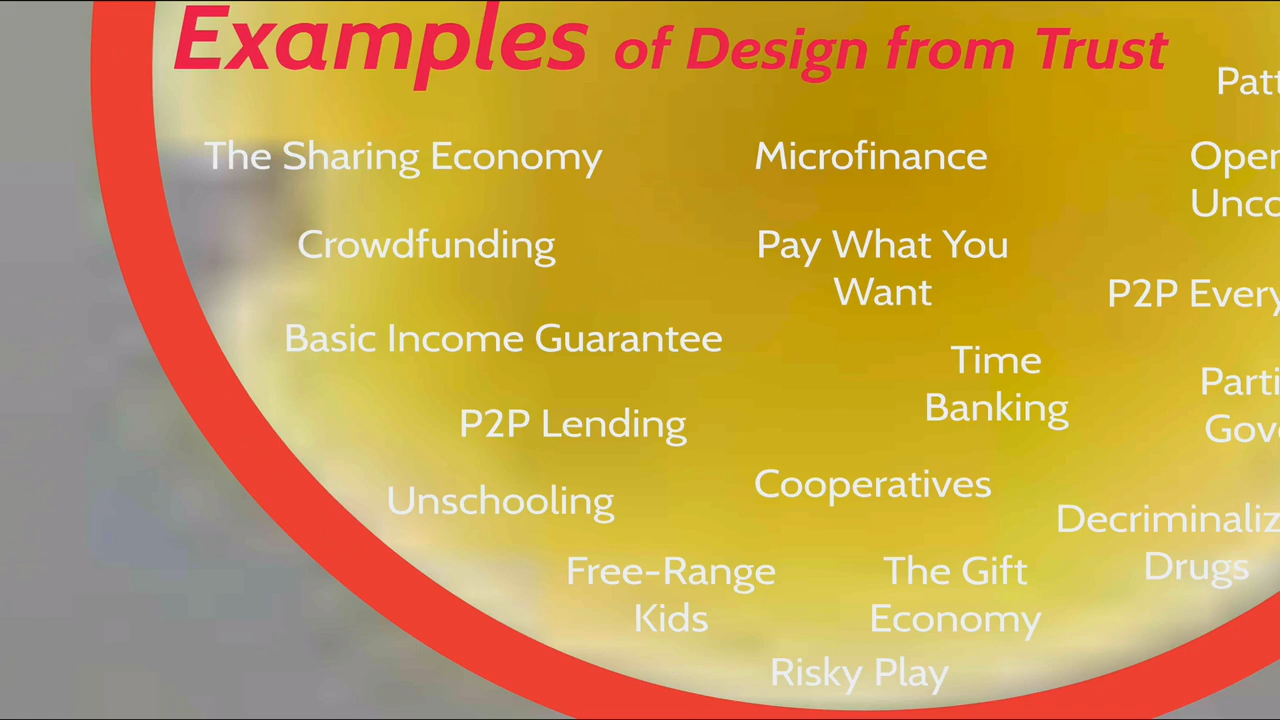 Examples of Design from Trust
The Sharing Economy
Microfinance
Crowdfunding
Pay What You
Want
P2P
Basic Income Guarantee
Time
Banking
P2P Lending
Unschooling
Cooperatives
Free-Range
Kids
The Gift
Economy
Drugs
Risky Play